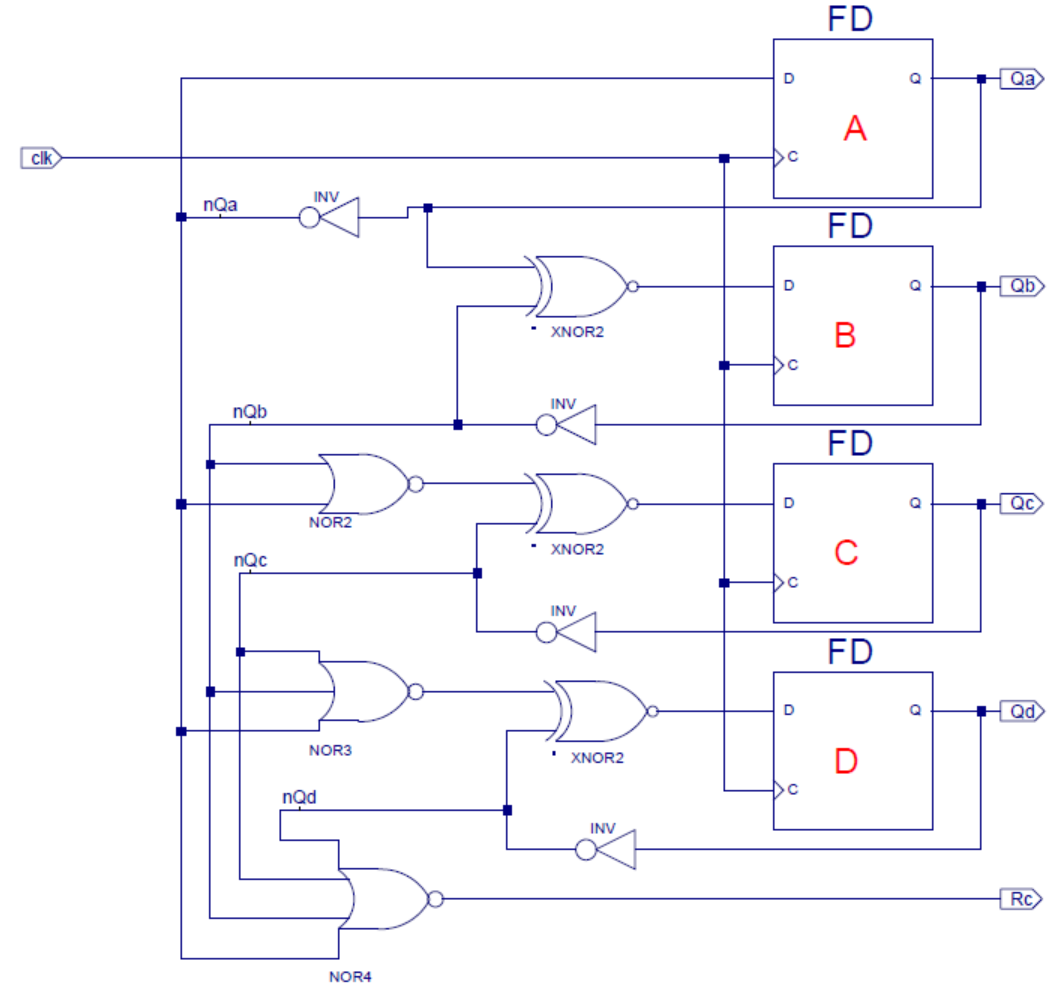 FD
D
Q
Qa
A
clk
C
INV
nQa
FD
D
Q
Qb
XNOR2
B
C
INV
nQb
FD
D
Q
Qc
NOR2
XNOR2
C
nQc
C
INV
FD
D
Q
Qd
NOR3
XNOR2
D
nQd
C
INV
Rc
NOR4